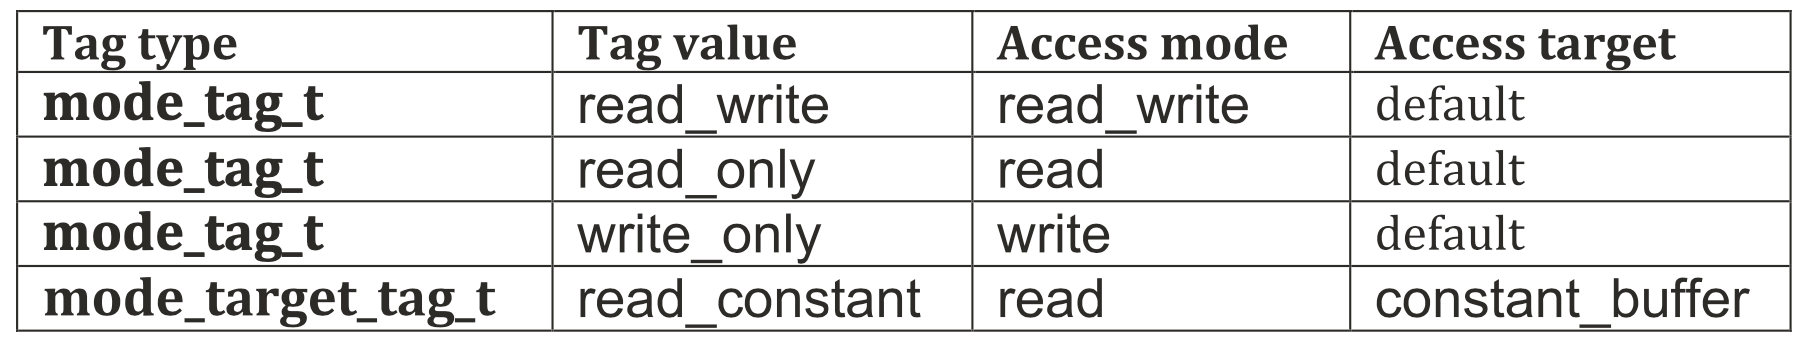 Tag type Tag value Access mode Access target
mode_tag_t read_write read_write default
mode_tag_t read_only read default
mode_tag_t write_only write default
mode_target_tag_t read_constant read constant_buffer